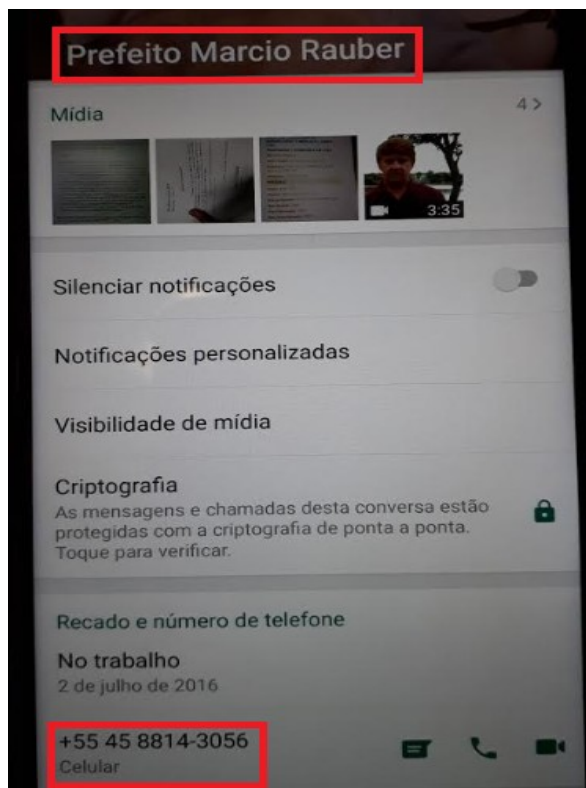 Prefeito Marcio Rauber
Mídia
4 >
3:35
Silenciar notificações
Notificações personalizadas
Visibilidade de mídia
Criptografia
As mensagens e chamadas desta conversa estão
protegidas com a criptografia de ponta a ponta.
Toque para verificar.
Recado e número de telefone
No trabalho
2 de julho de 2016
+55 45 8814-3056
Celular